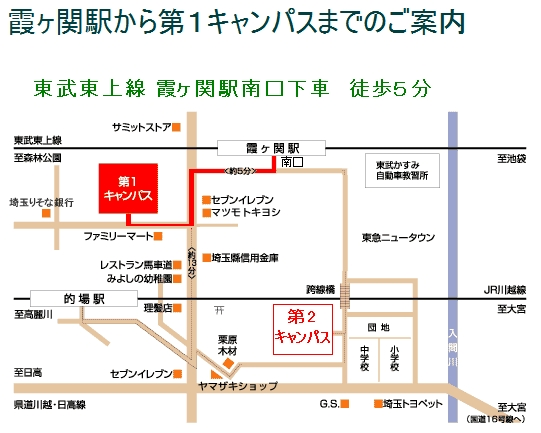 霞ヶ関駅から第1キャンパスまでのご案内
東武東上線 霞ヶ関駅南口下車 徒歩5分
サミットストア
東武東上線
霞ヶ関駅
至森林公園
南口
至池袋
約5分
東武かすみ
自動車教習所
第1
キャンパス
埼玉りそな銀行
セブンイレブン
マツモトキヨシ
ファミリーマート
東急ニュータウン
約13分
埼玉縣信用金庫
レストラン馬車道
みよしの幼稚園
跨線橋
JR川越線
的場駅
理髪店
至高麗川
至大宮
第2
キャンパス
団地
入間川
栗原
木材
中学校
小学校
至日高
セブンイレブン
ヤマザキショップ
県道川越・日高線
G.S.
埼玉トヨペット
至大宮
(国道16号線へ)